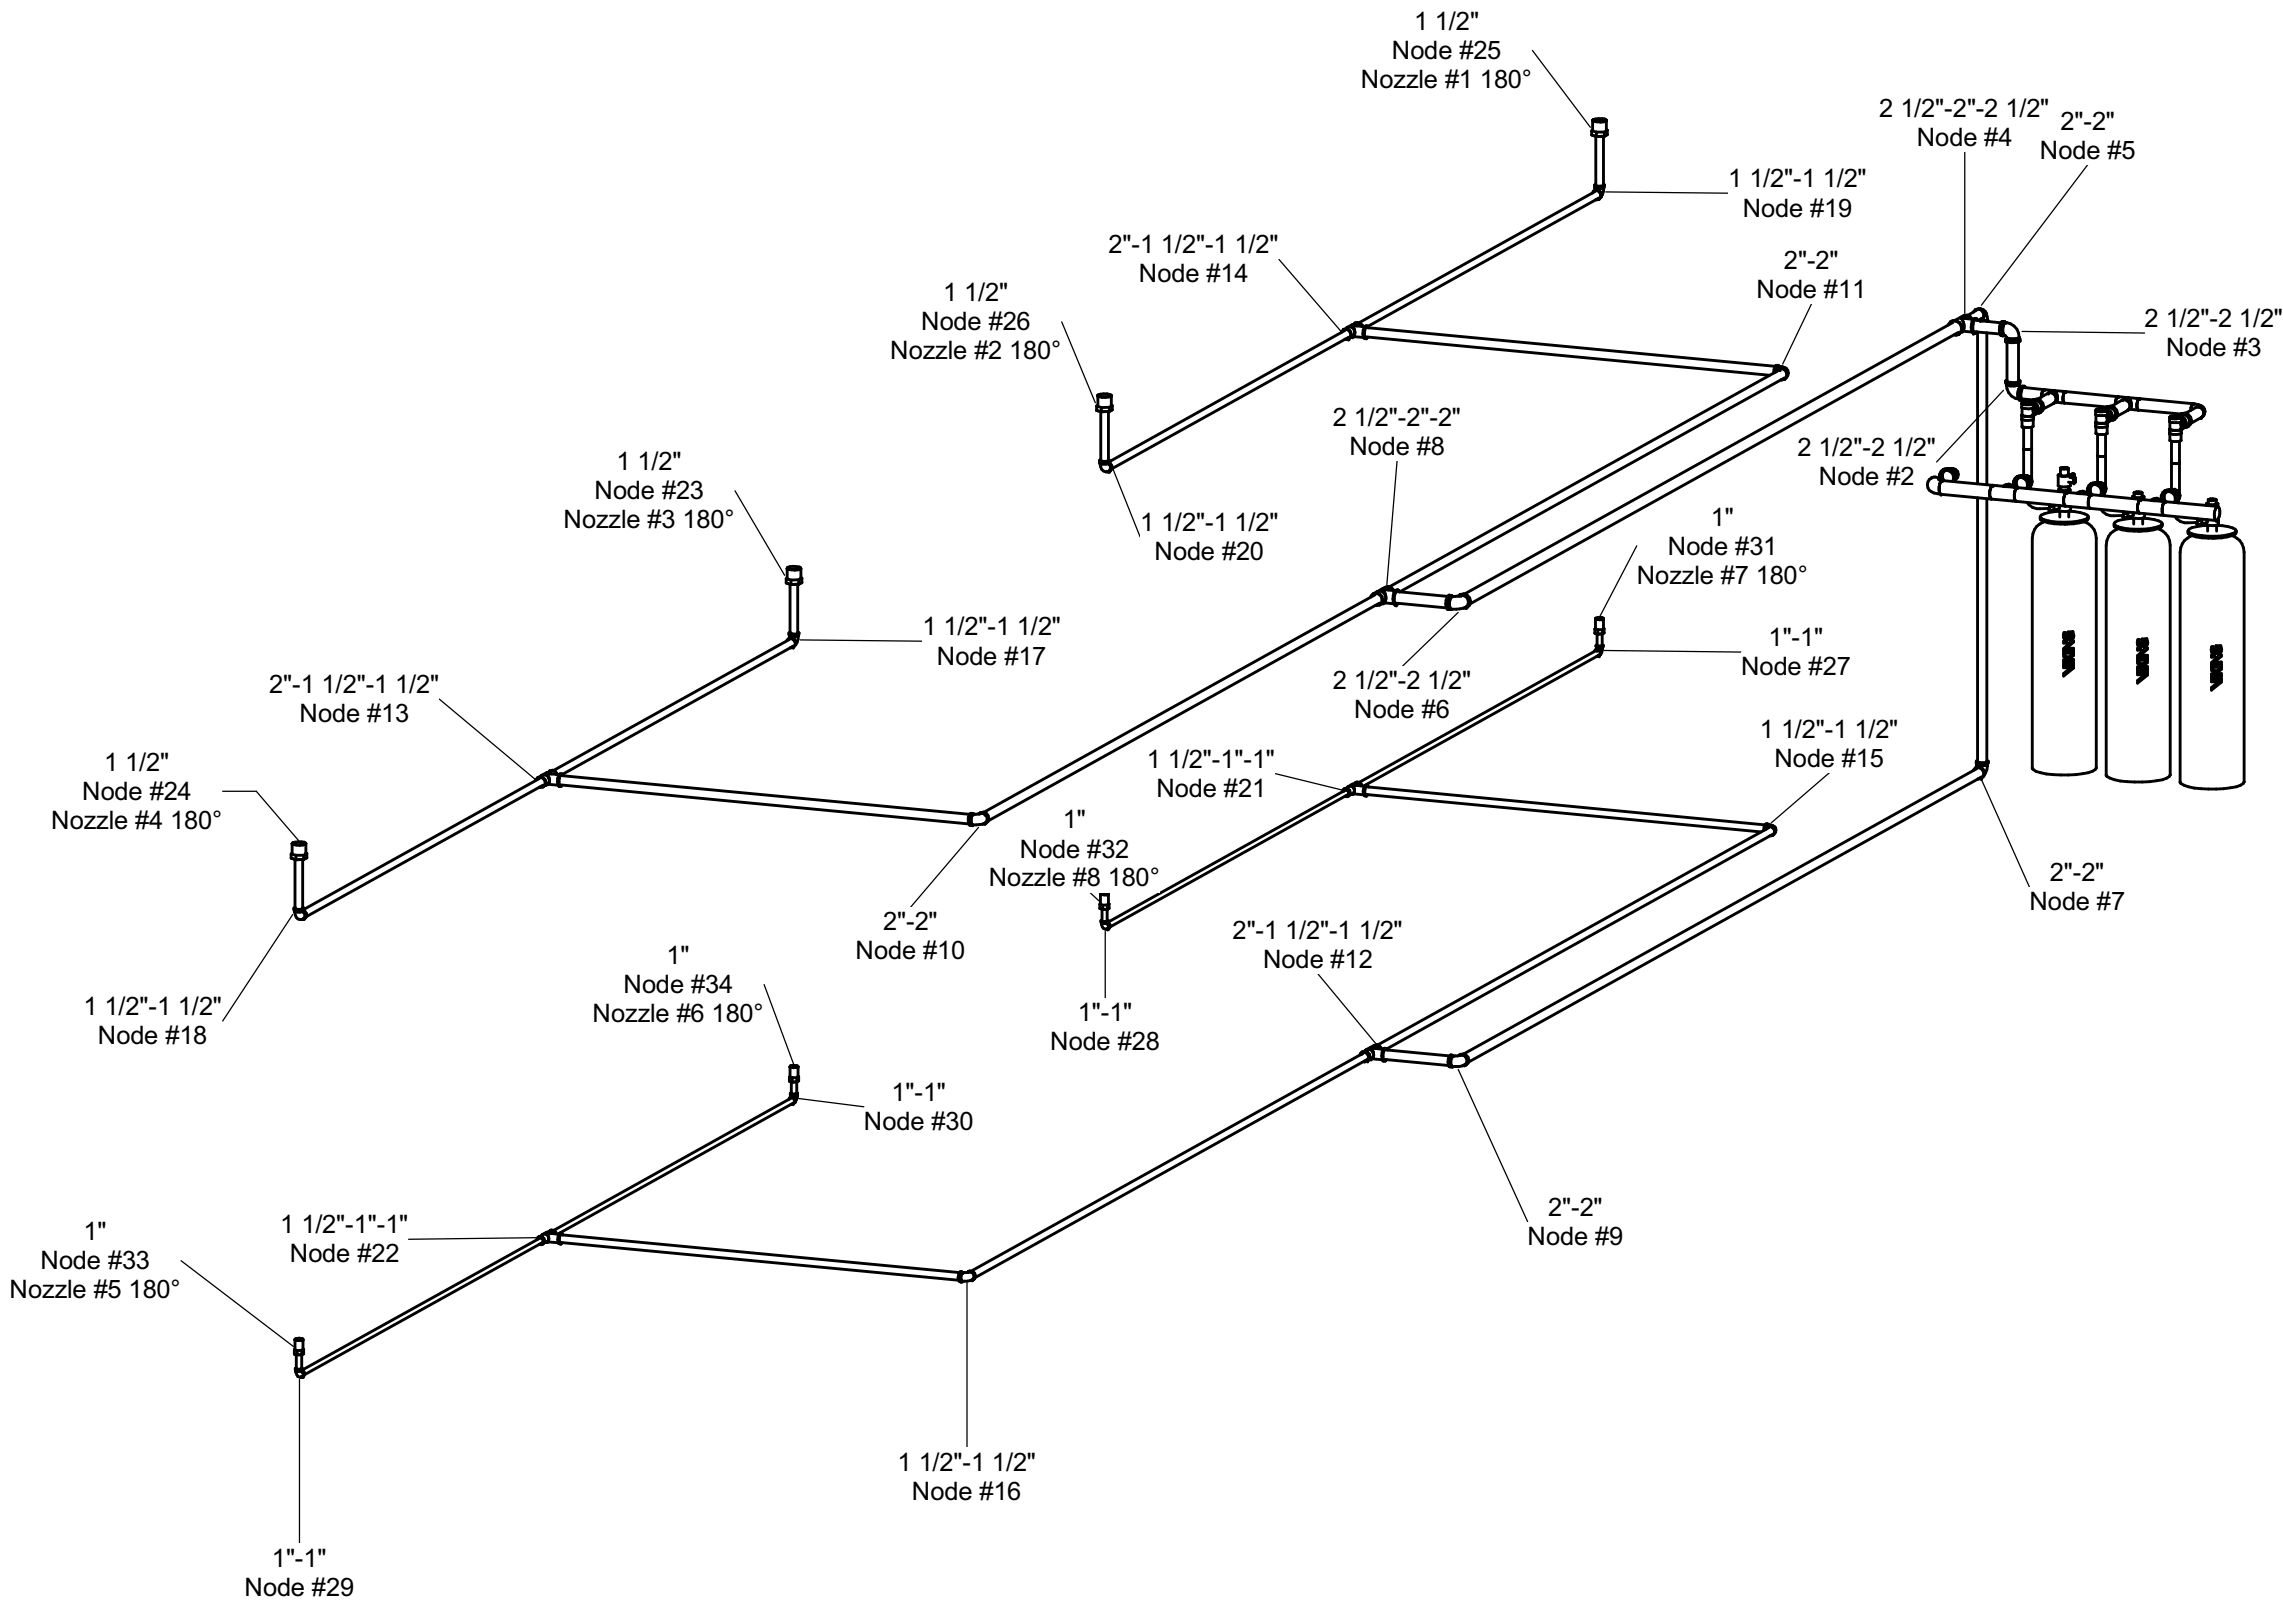 1 1/2"
Node #25
Nozzle #1 180°
2 1/2"-2"-2 1/2"
Node #4
2"-2"
Node #5
1 1/2"-1 1/2"
Node #19
2"-1 1/2"-1 1/2"
Node #14
2"-2"
Node #11
1 1/2"
Node #26
Nozzle #2 180°
2 1/2"-2 1/2"
Node #3
2 1/2"-2"-2"
Node #8
2 1/2"-2 1/2"
Node #2
1 1/2"
Node #23
Nozzle #3 180°
1 1/2"-1 1/2"
Node #20
1"
Node #31
Nozzle #7 180°
1 1/2"-1 1/2"
Node #17
1"-1"
Node #27
2"-1 1/2"-1 1/2"
Node #13
2 1/2"-2 1/2"
Node #6
1 1/2"-1 1/2"
Node #15
1 1/2"
Node #24
Nozzle #4 180°
1 1/2"-1"-1"
Node #21
1"
Node #32
Nozzle #8 180°
2"-2"
Node #7
2"-2"
Node #10
2"-1 1/2"-1 1/2"
Node #12
1"
Node #34
Nozzle #6 180°
1 1/2"-1 1/2"
Node #18
1"-1"
Node #28
1"-1"
Node #30
2"-2"
Node #9
1"
Node #33
Nozzle #5 180°
1 1/2"-1"-1"
Node #22
1 1/2"-1 1/2"
Node #16
1"-1"
Node #29